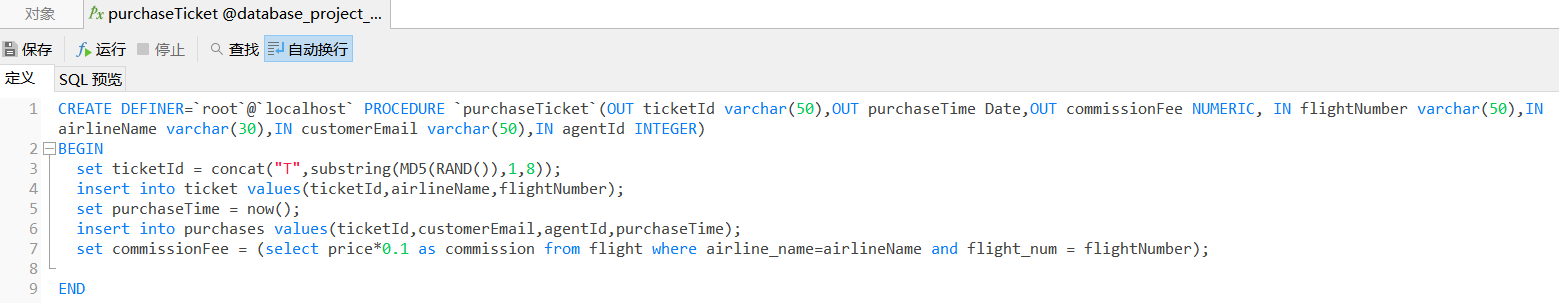 对象 purchaseTicket @database_project_...
保存 运行 停止 查找 自动换行
定义 SQL 预览
1 CREATE DEFINER=`root`@`localhost` PROCEDURE `purchaseTicket`(OUT ticketId varchar(50),OUT purchaseTime Date,OUT commissionFee NUMERIC, IN flightNumber varchar(50),IN
airlineName varchar(30),IN customerEmail varchar(50),IN agentId INTEGER)
2 BEGIN
3 set ticketId = concat("T",substring(MD5(RAND()),1,8));
4 insert into ticket values(ticketId,airlineName,flightNumber);
5 set purchaseTime = now();
6 insert into purchases values(ticketId,customerEmail,agentId,purchaseTime);
7 set commissionFee = (select price*0.1 as commission from flight where airline_name=airlineName and flight_num = flightNumber);
8
9 END